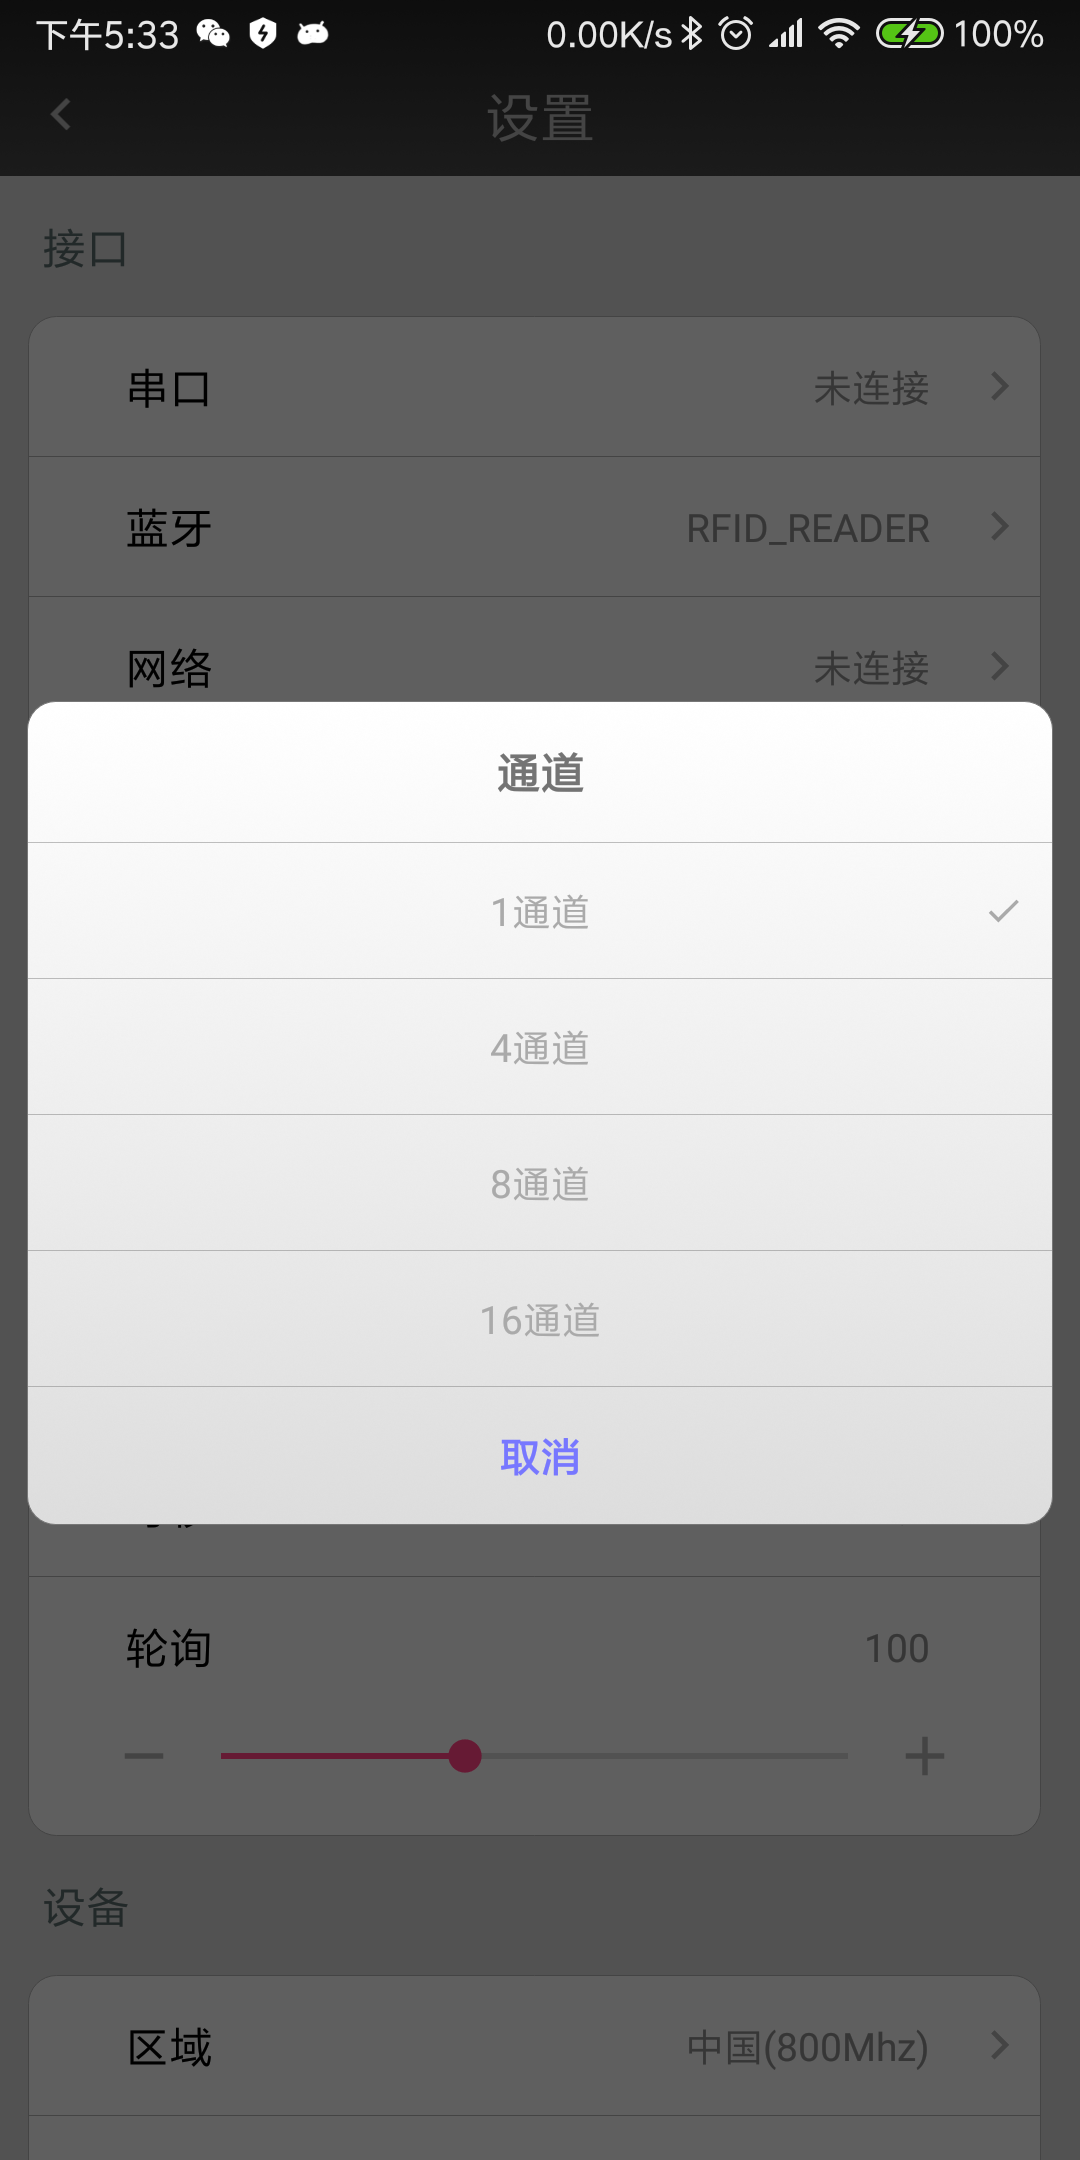 下午5:33 0.00K/s 100%
设置
接口
串口 未连接
蓝牙 RFID_READER
网络 未连接
通道
1通道
4通道
8通道
16通道
取消
轮询 100
设备
区域 中国(800Mhz)